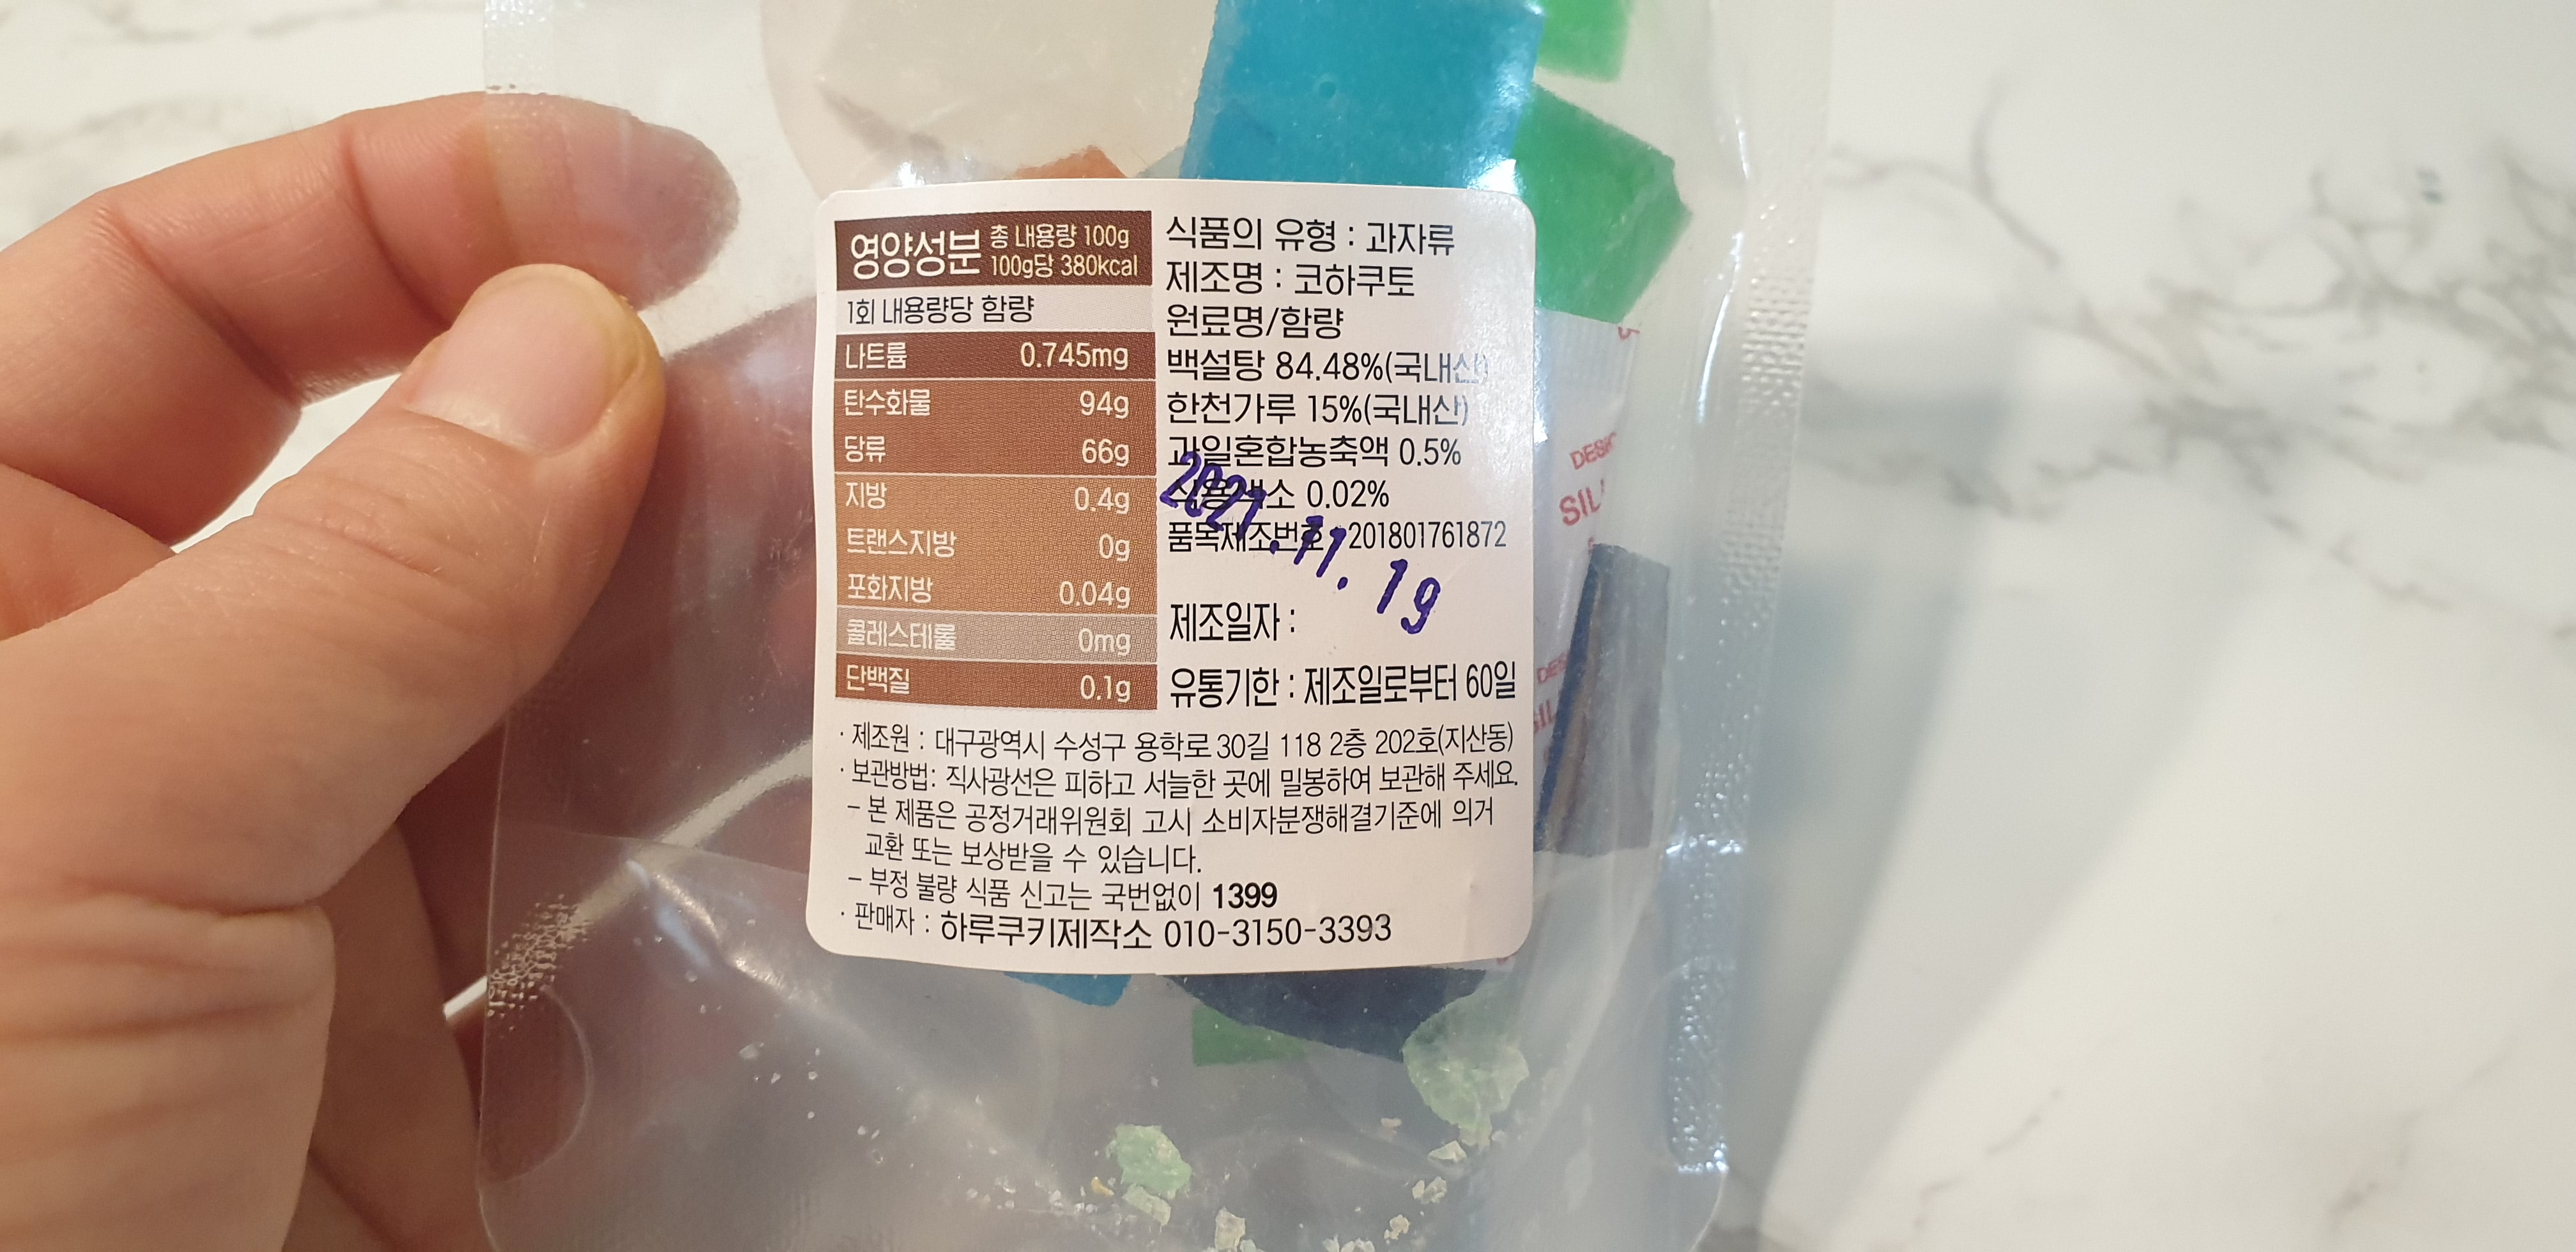 영양성분 총 내용량 100g
100g당 380kcal
1회 내용량당 함량
나트륨 0.745mg
탄수화물 94g
당류 66g
지방 0.4g
트랜스지방 0g
포화지방 0.04g
콜레스테롤 0mg
단백질 0.1g
식품의 유형 : 과자류
제조명 : 코하쿠토
원료명/함량
백설탕 84.48%(국내산)
한천가루 15%(국내산)
과일혼합농축액 0.5%
식용색소 0.02%
품목제조번호 : 201801761872
2021.11.19
제조일자 :
유통기한 : 제조일로부터 60일
· 제조원 : 대구광역시 수성구 용학로 30길 118 2층 202호(지산동)
· 보관방법: 직사광선은 피하고 서늘한 곳에 밀봉하여 보관해 주세요.
- 본 제품은 공정거래위원회 고시 소비자분쟁해결기준에 의거
교환 또는 보상받을 수 있습니다.
- 부정 불량 식품 신고는 국번없이 1399
· 판매자 : 하루쿠키제작소 010-3150-3393